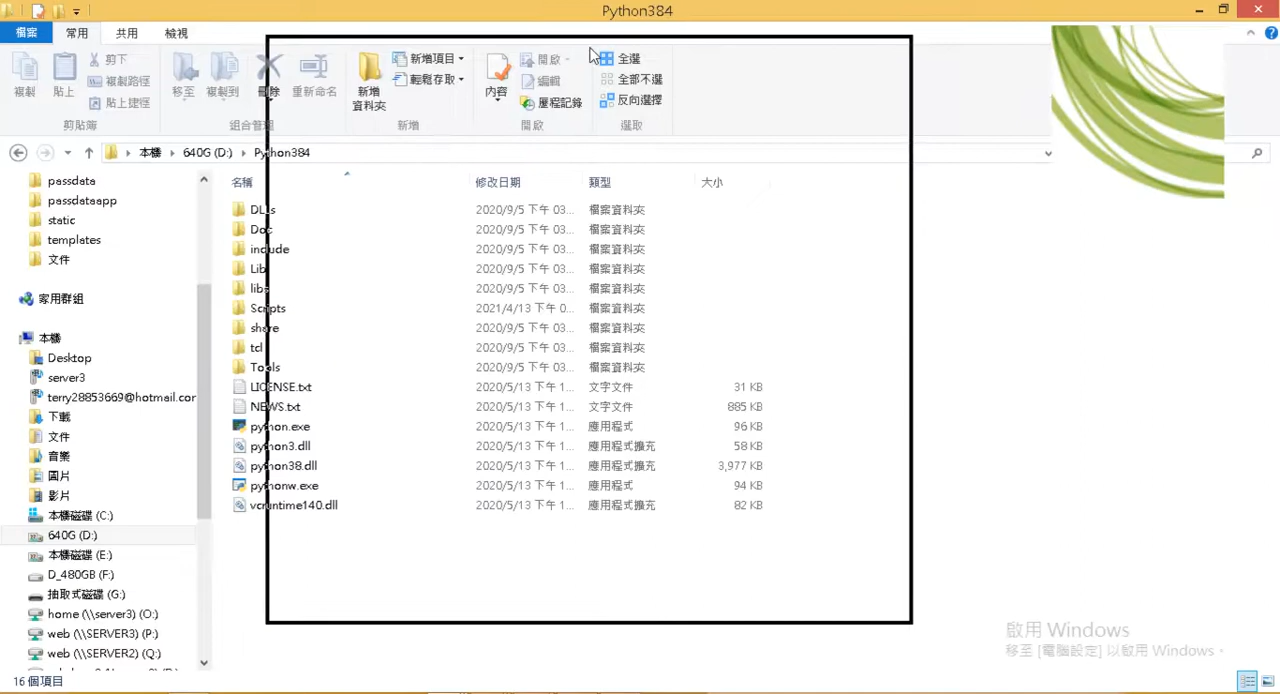 Python384
檔案 常用 共用 檢視
複製 貼上 剪下 複製路徑 貼上捷徑 剪貼簿
移至 複製到 刪除 重新命名 組合管理
新增資料夾 新增項目 輕鬆存取 新增
內容 開啟 編輯 歷程記錄 開啟
全選 全部不選 反向選擇 選取
本機 640G (D:) Python384
passdata
passdataapp
static
templates
文件
家用群組
本機
Desktop
server3
terry28853669@hotmail.cor
下載
文件
音樂
圖片
影片
本機磁碟 (C:)
640G (D:)
本機磁碟 (E:)
D_480GB (F:)
抽取式磁碟 (G:)
home (\\server3) (O:)
web (\\SERVER3) (P:)
web (\\SERVER2) (Q:)
名稱 修改日期 類型 大小
DLLs 2020/9/5 下午 03... 檔案資料夾
Doc 2020/9/5 下午 03... 檔案資料夾
include 2020/9/5 下午 03... 檔案資料夾
Lib 2020/9/5 下午 03... 檔案資料夾
libs 2020/9/5 下午 03... 檔案資料夾
Scripts 2021/4/13 下午 0... 檔案資料夾
share 2020/9/5 下午 03... 檔案資料夾
tcl 2020/9/5 下午 03... 檔案資料夾
Tools 2020/9/5 下午 03... 檔案資料夾
LICENSE.txt 2020/5/13 下午 1... 文字文件 31 KB
NEWS.txt 2020/5/13 下午 1... 文字文件 885 KB
python.exe 2020/5/13 下午 1... 應用程式 96 KB
python3.dll 2020/5/13 下午 1... 應用程式擴充 58 KB
python38.dll 2020/5/13 下午 1... 應用程式擴充 3,977 KB
pythonw.exe 2020/5/13 下午 1... 應用程式 94 KB
vcruntime140.dll 2020/5/13 下午 1... 應用程式擴充 82 KB
啟用 Windows
移至 [電腦設定] 以啟用 Windows。
16 個項目